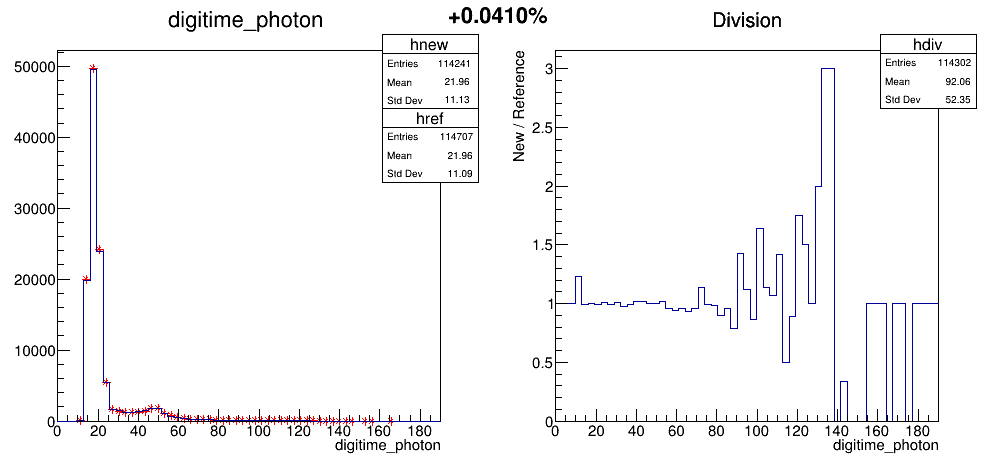 +0.0410%
digitime_photon
hnew
Entries 114241
Mean 21.96
Std Dev 11.13
href
Entries 114707
Mean 21.96
Std Dev 11.09
50000
40000
30000
20000
10000
0
0 20 40 60 80 100 120 140 160 180
digitime_photon
Division
hdiv
Entries 114302
Mean 92.06
Std Dev 52.35
New / Reference
3
2.5
2
1.5
1
0.5
0
0 20 40 60 80 100 120 140 160 180
digitime_photon